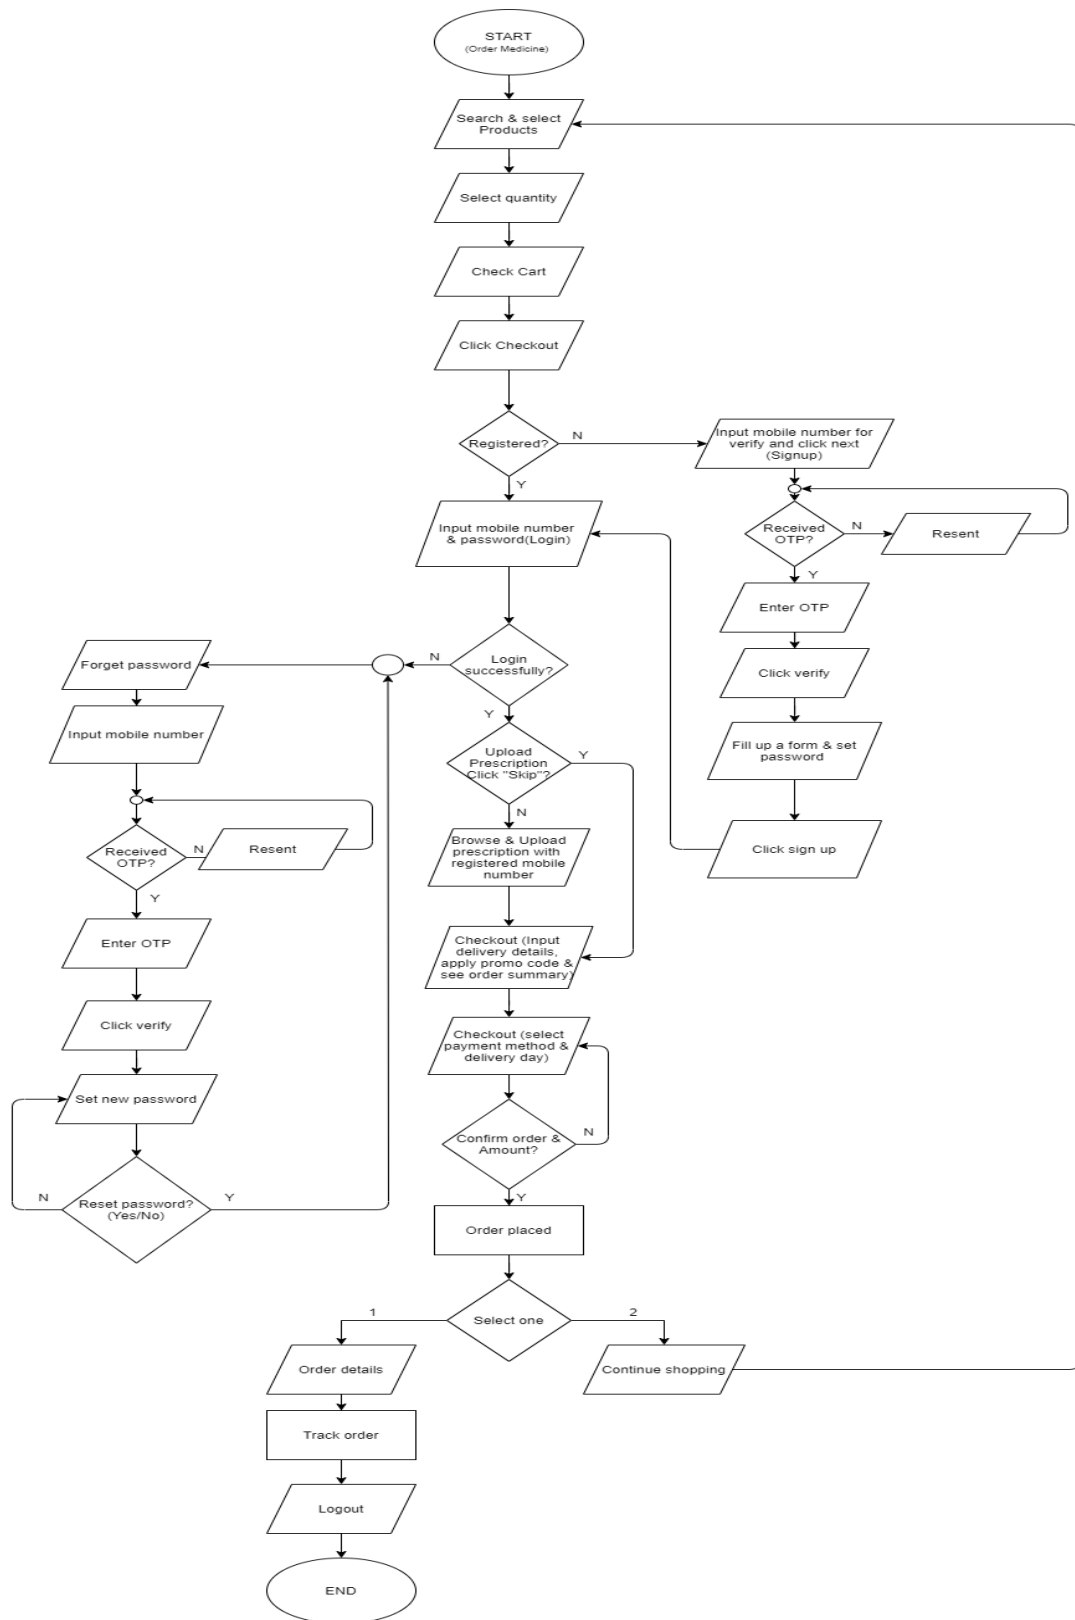 START
(Order Medicine)
Search & select
Products
Select quantity
Check Cart
Click Checkout
Registered?
N
Y
Input mobile number for
verify and click next
(Signup)
Received
OTP?
N
Resent
Y
Enter OTP
Click verify
Fill up a form & set
password
Click sign up
Input mobile number
& password(Login)
Login
successfully?
N
Y
Forget password
Input mobile number
Received
OTP?
N
Resent
Y
Enter OTP
Click verify
Set new password
Reset password?
(Yes/No)
N
Y
Upload
Prescription
Click "Skip"?
Y
N
Browse & Upload
prescription with
registered mobile
number
Checkout (Input
delivery details,
apply promo code &
see order summary)
Checkout (select
payment method &
delivery day)
Confirm order &
Amount?
N
Y
Order placed
Select one
1
2
Order details
Continue shopping
Track order
Logout
END